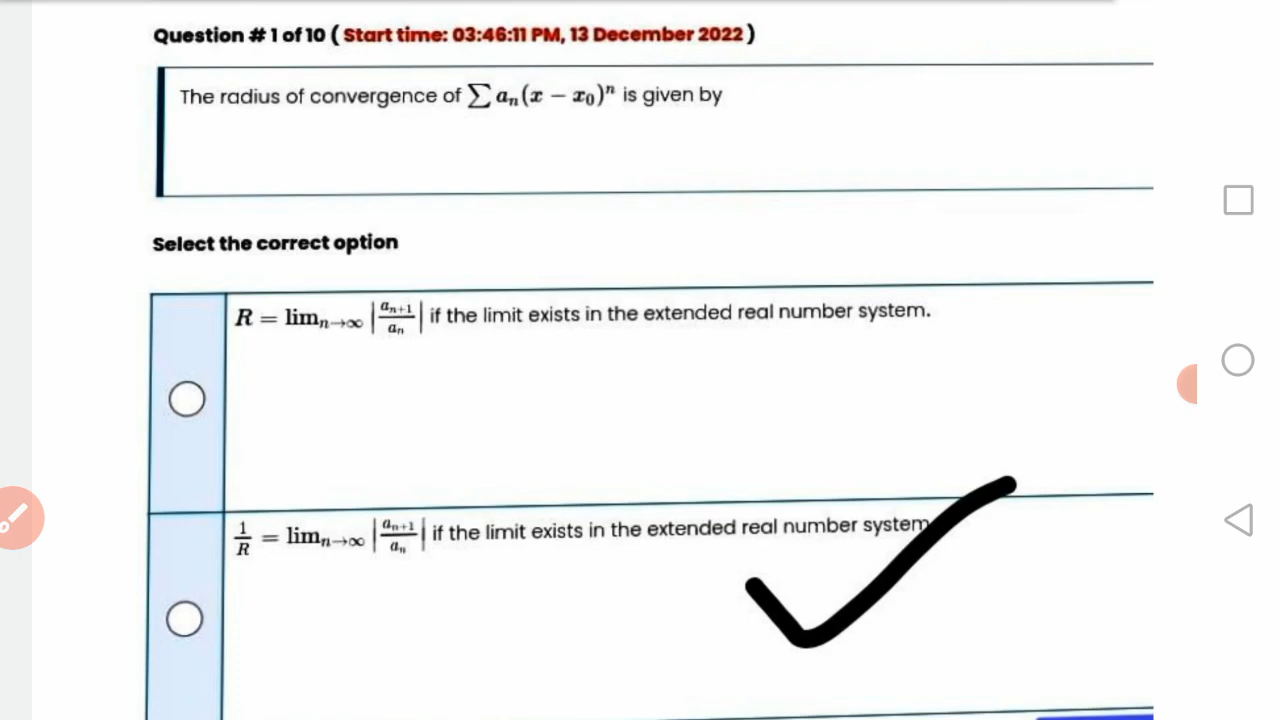 Question # 1 of 10 ( Start time: 03:46:11 PM, 13 December 2022 )
The radius of convergence of ∑ aₙ(x − x₀)ⁿ is given by
Select the correct option
R = limₙ→∞ |aₙ₊₁/aₙ| if the limit exists in the extended real number system.
1/R = limₙ→∞ |aₙ₊₁/aₙ| if the limit exists in the extended real number system